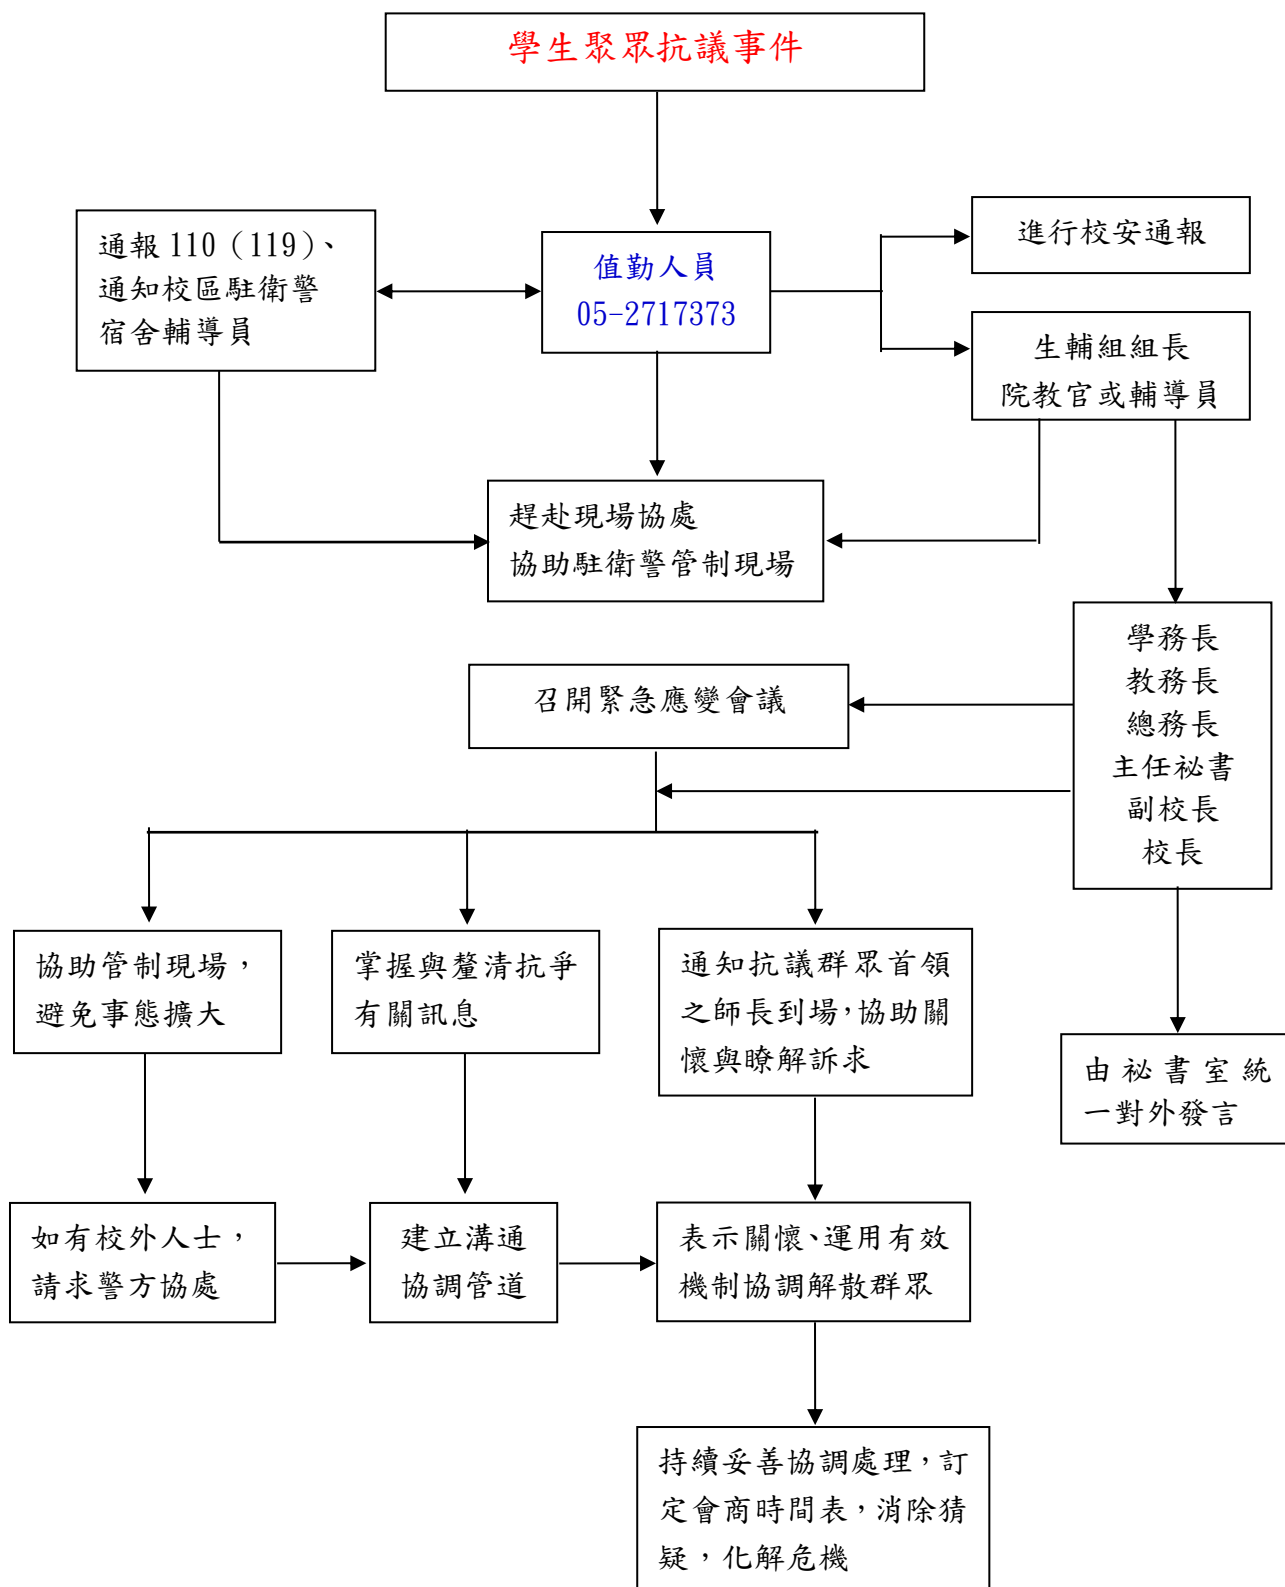 學生聚眾抗議事件
通報 110（119）、
通知校區駐衛警
宿舍輔導員
值勤人員
05-2717373
進行校安通報
生輔組組長
院教官或輔導員
趕赴現場協處
協助駐衛警管制現場
學務長
教務長
總務長
主任祕書
副校長
校長
召開緊急應變會議
協助管制現場，
避免事態擴大
掌握與釐清抗爭
有關訊息
通知抗議群眾首領
之師長到場，協助關
懷與瞭解訴求
由祕書室統
一對外發言
如有校外人士，
請求警方協處
建立溝通
協調管道
表示關懷、運用有效
機制協調解散群眾
持續妥善協調處理，訂
定會商時間表，消除猜
疑，化解危機